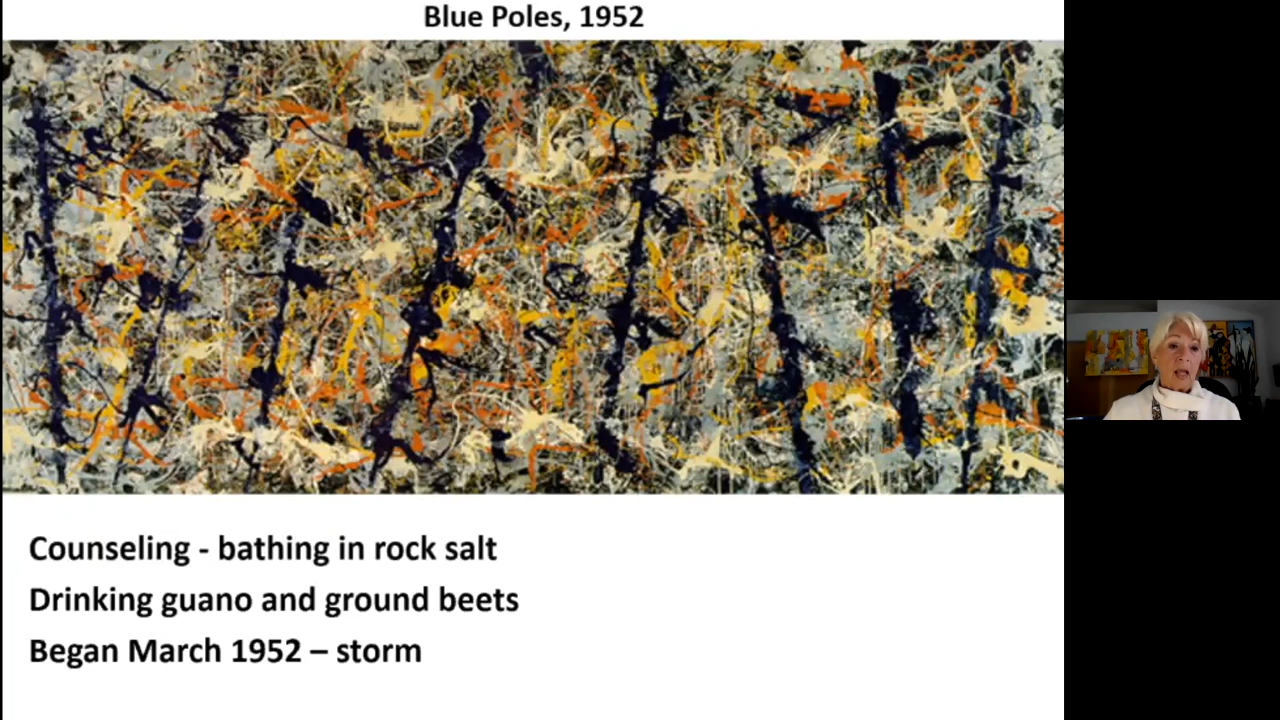 Blue Poles, 1952
Counseling - bathing in rock salt
Drinking guano and ground beets
Began March 1952 – storm